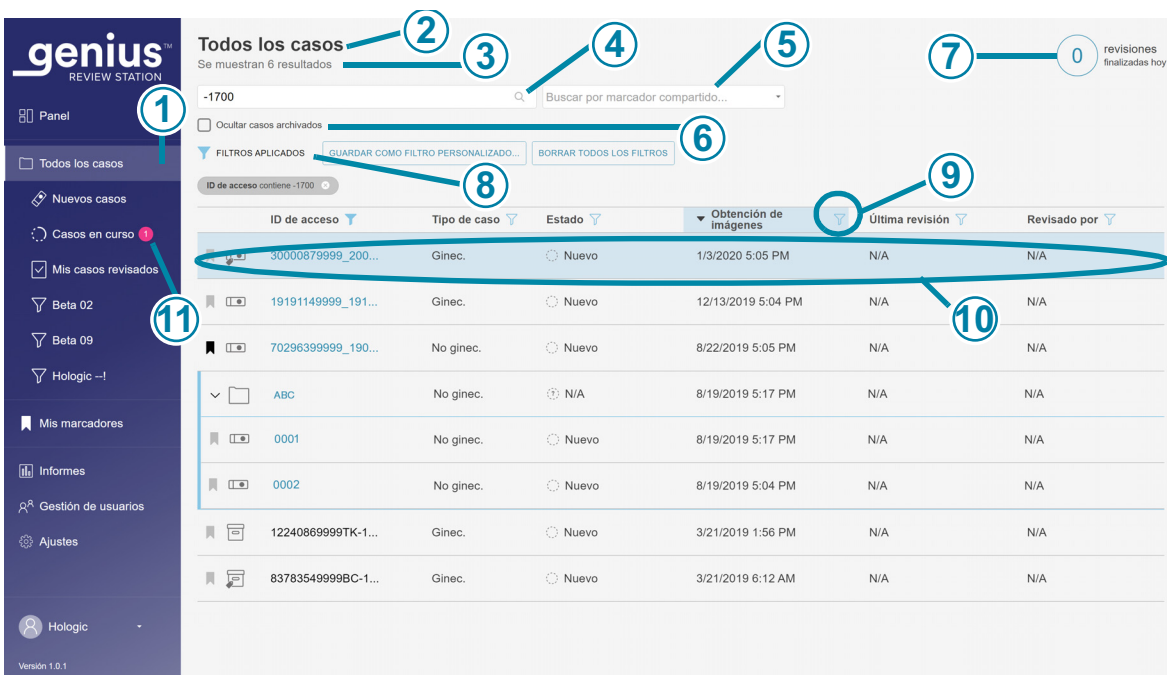 genius™
REVIEW STATION
Panel
Todos los casos
Nuevos casos
Casos en curso 1
Mis casos revisados
Beta 02
Beta 09
Hologic --!
Mis marcadores
Informes
Gestión de usuarios
Ajustes
Hologic
Versión 1.0.1
1
11
Todos los casos
2
Se muestran 6 resultados
3
4
5
7
0 revisiones
finalizadas hoy
-1700
Buscar por marcador compartido...
Ocultar casos archivados
6
FILTROS APLICADOS GUARDAR COMO FILTRO PERSONALIZADO... BORRAR TODOS LOS FILTROS
8
9
ID de acceso contiene -1700
ID de acceso Tipo de caso Estado Obtención de imágenes Última revisión Revisado por
30000879999_200... Ginec. Nuevo 1/3/2020 5:05 PM N/A N/A
19191149999_191... Ginec. Nuevo 12/13/2019 5:04 PM N/A N/A
10
70296399999_190... No ginec. Nuevo 8/22/2019 5:05 PM N/A N/A
ABC No ginec. ? N/A 8/19/2019 5:17 PM N/A N/A
0001 No ginec. Nuevo 8/19/2019 5:17 PM N/A N/A
0002 No ginec. Nuevo 8/19/2019 5:04 PM N/A N/A
12240869999TK-1... Ginec. Nuevo 3/21/2019 1:56 PM N/A N/A
83783549999BC-1... Ginec. Nuevo 3/21/2019 6:12 AM N/A N/A